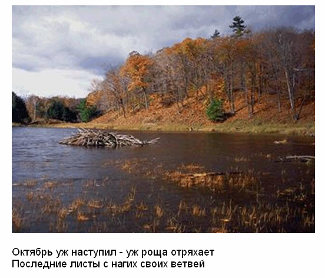 Октябрь уж наступил - уж роща отряхает
Последние листы с нагих своих ветвей